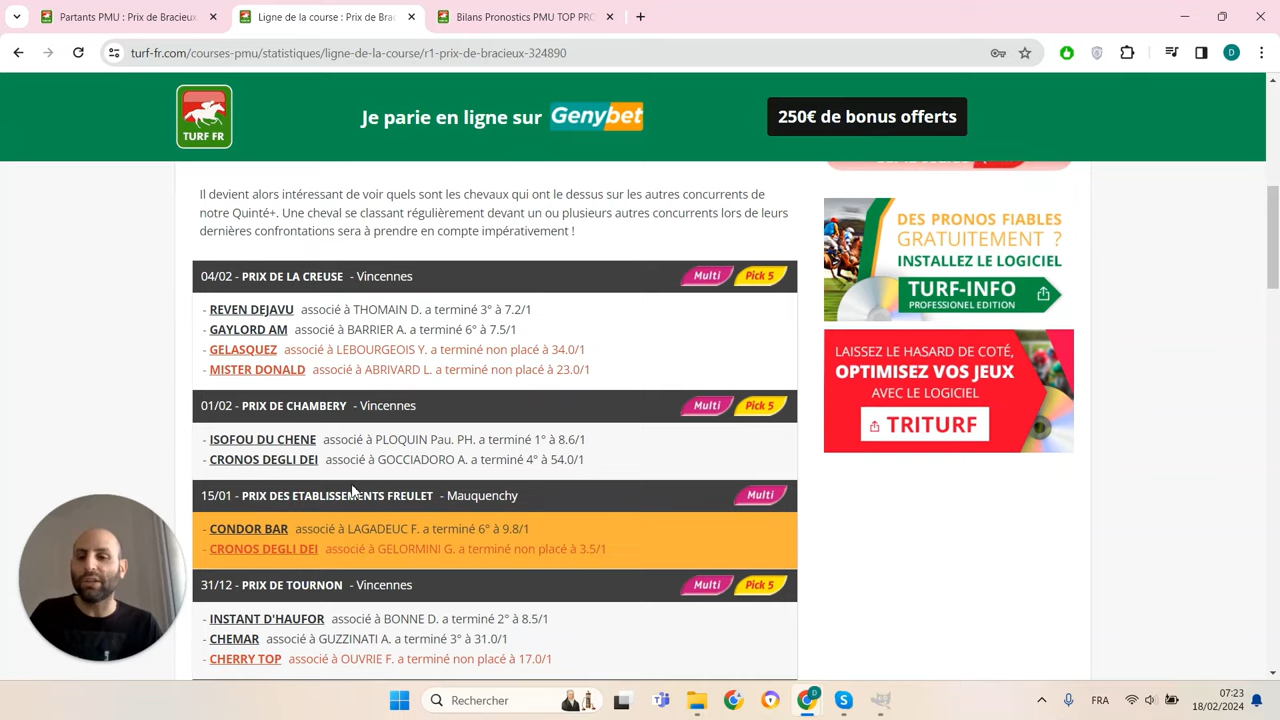 Partants PMU : Prix de Bracieux
Ligne de la course : Prix de Brac
Bilans Pronostics PMU TOP PRO
turf-fr.com/courses-pmu/statistiques/ligne-de-la-course/r1-prix-de-bracieux-324890
D
TURF FR
Je parie en ligne sur Genybet
250€ de bonus offerts
Il devient alors intéressant de voir quels sont les chevaux qui ont le dessus sur les autres concurrents de
notre Quinté+. Une cheval se classant régulièrement devant un ou plusieurs autres concurrents lors de leurs
dernières confrontations sera à prendre en compte impérativement !
04/02 - PRIX DE LA CREUSE - Vincennes Multi Pick 5
- REVEN DEJAVU associé à THOMAIN D. a terminé 3° à 7.2/1
- GAYLORD AM associé à BARRIER A. a terminé 6° à 7.5/1
- GELASQUEZ associé à LEBOURGEOIS Y. a terminé non placé à 34.0/1
- MISTER DONALD associé à ABRIVARD L. a terminé non placé à 23.0/1
01/02 - PRIX DE CHAMBERY - Vincennes Multi Pick 5
- ISOFOU DU CHENE associé à PLOQUIN Pau. PH. a terminé 1° à 8.6/1
- CRONOS DEGLI DEI associé à GOCCIADORO A. a terminé 4° à 54.0/1
15/01 - PRIX DES ETABLISSEMENTS FREULET - Mauquenchy Multi
- CONDOR BAR associé à LAGADEUC F. a terminé 6° à 9.8/1
- CRONOS DEGLI DEI associé à GELORMINI G. a terminé non placé à 3.5/1
31/12 - PRIX DE TOURNON - Vincennes Multi Pick 5
- INSTANT D'HAUFOR associé à BONNE D. a terminé 2° à 8.5/1
- CHEMAR associé à GUZZINATI A. a terminé 3° à 31.0/1
- CHERRY TOP associé à OUVRIE F. a terminé non placé à 17.0/1
DES PRONOS FIABLES
GRATUITEMENT ?
INSTALLEZ LE LOGICIEL
TURF-INFO
PROFESSIONEL EDITION
LAISSEZ LE HASARD DE COTÉ,
OPTIMISEZ VOS JEUX
AVEC LE LOGICIEL
TRITURF
Rechercher
D
FRA
07:23
18/02/2024